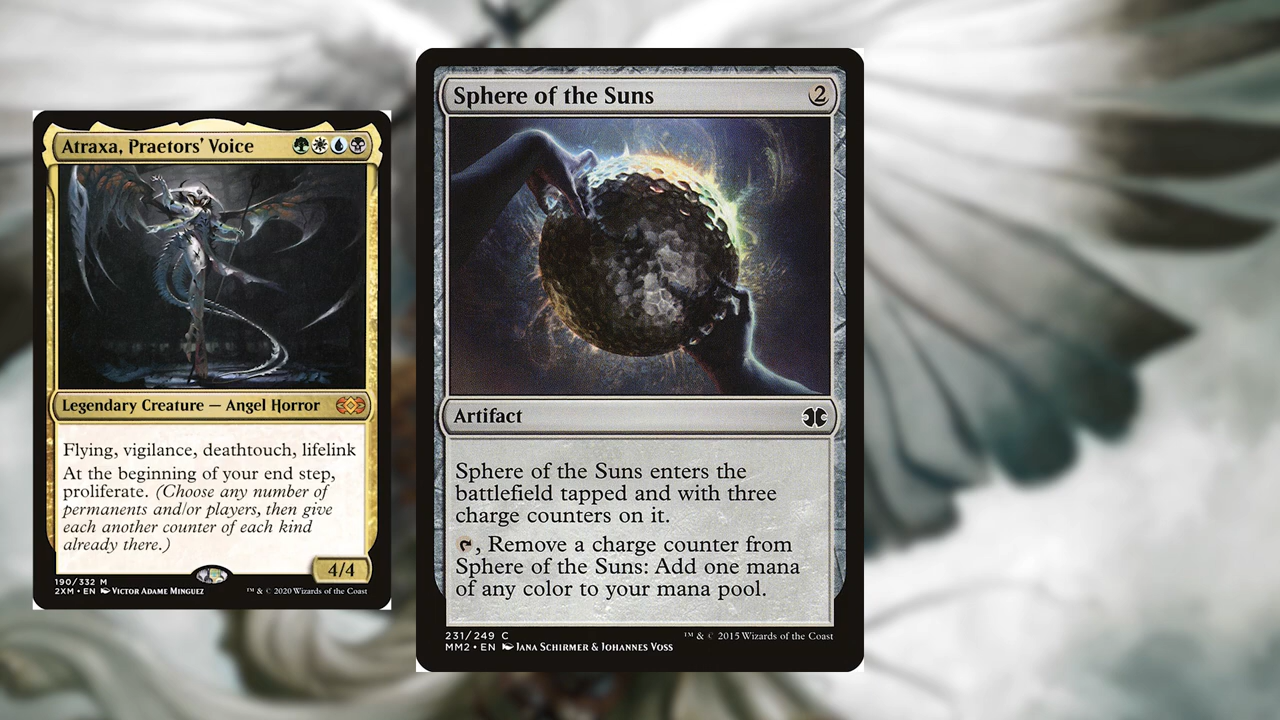 Atraxa, Praetors' Voice
Legendary Creature — Angel Horror
Flying, vigilance, deathtouch, lifelink
At the beginning of your end step,
proliferate. (Choose any number of
permanents and/or players, then give
each another counter of each kind
already there.)
4/4
190/332 M
2XM • EN Victor Adame Minguez
™ & © 2020 Wizards of the Coast
Sphere of the Suns 2
Artifact
Sphere of the Suns enters the
battlefield tapped and with three
charge counters on it.
, Remove a charge counter from
Sphere of the Suns: Add one mana
of any color to your mana pool.
231/249 C
MM2 • EN Jana Schirmer & Johannes Voss
™ & © 2015 Wizards of the Coast